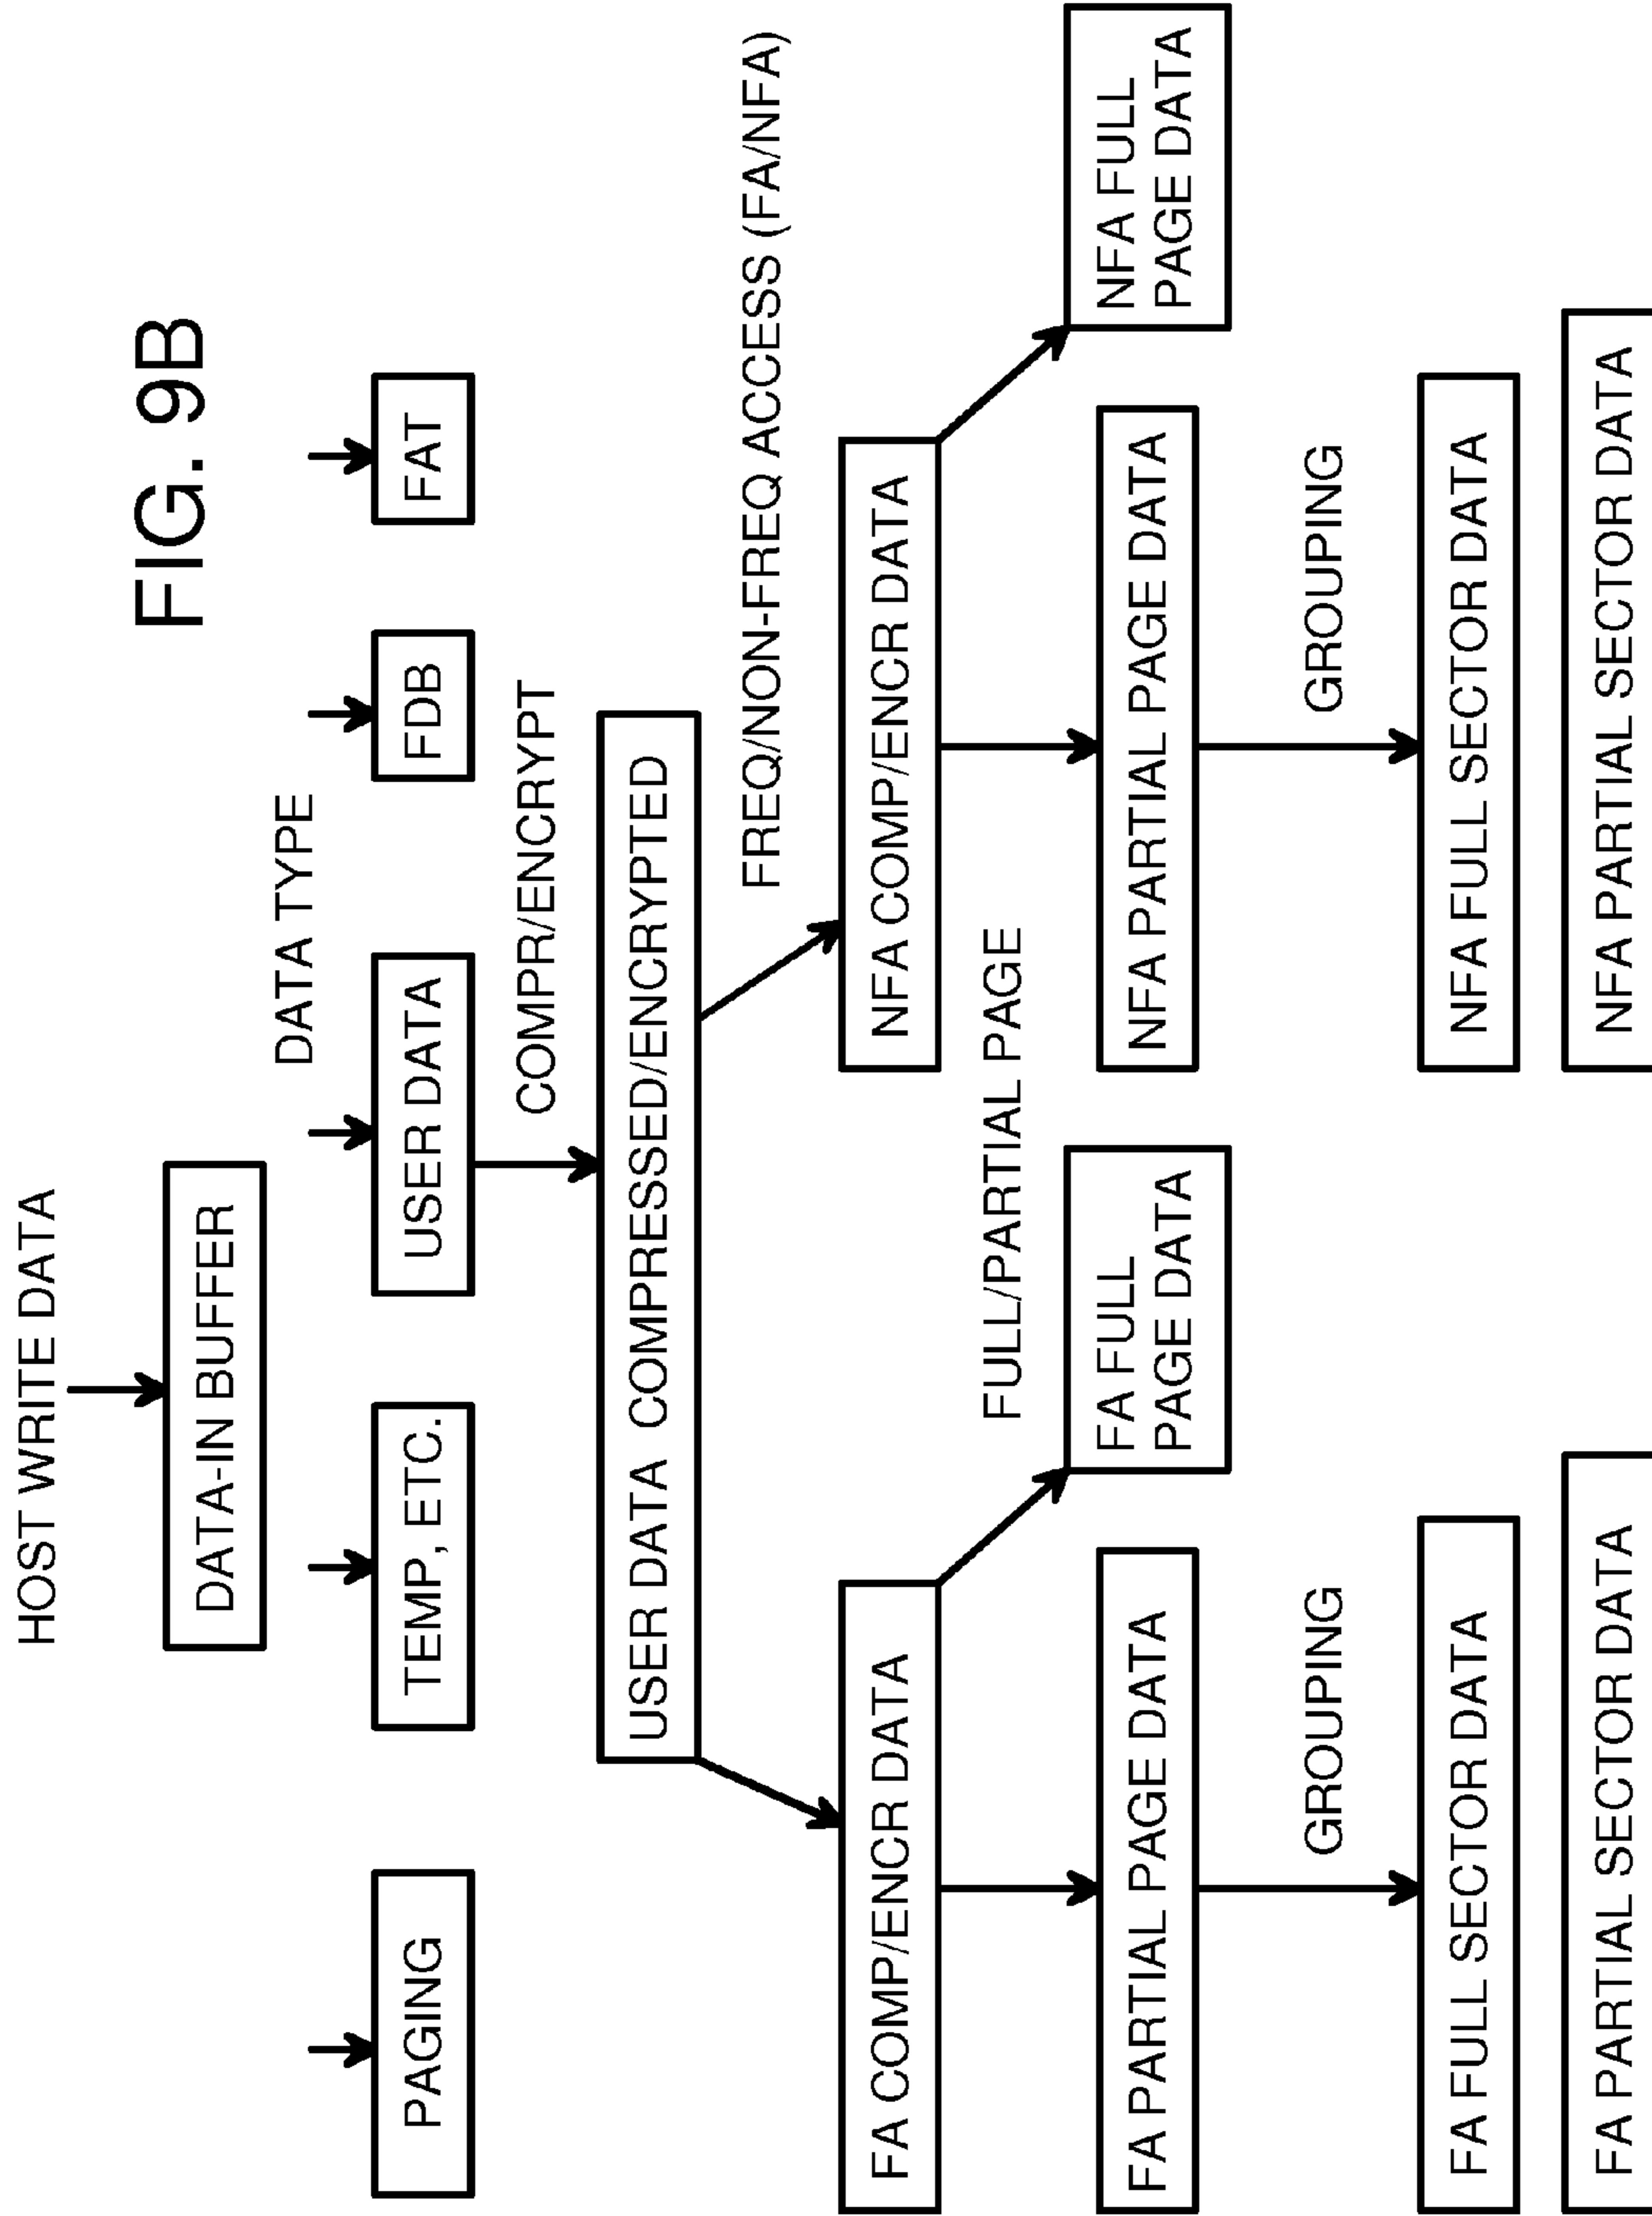 FIG. 9B
HOST WRITE DATA
DATA-IN BUFFER
DATA TYPE
PAGING
TEMP, ETC.
USER DATA
FDB
FAT
COMPR/ENCRYPT
USER DATA COMPRESSED/ENCRYPTED
FREQ/NON-FREQ ACCESS (FA/NFA)
FA COMP/ENCR DATA
NFA COMP/ENCR DATA
FULL/PARTIAL PAGE
FA PARTIAL PAGE DATA
FA FULL
PAGE DATA
NFA PARTIAL PAGE DATA
NFA FULL
PAGE DATA
GROUPING
GROUPING
FA FULL SECTOR DATA
NFA FULL SECTOR DATA
FA PARTIAL SECTOR DATA
NFA PARTIAL SECTOR DATA